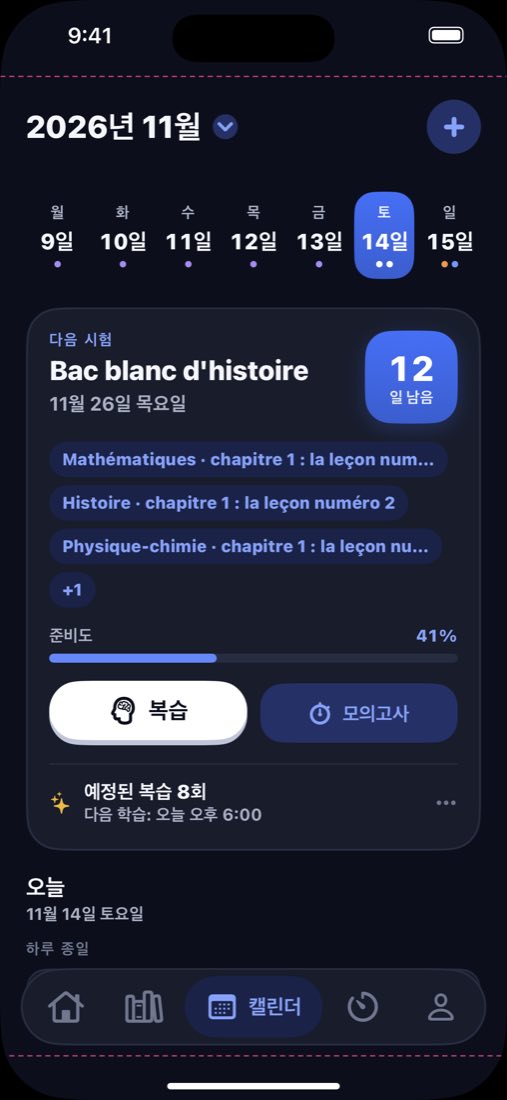 9:41
2026년 11월
월 화 수 목 금 토 일
9일 10일 11일 12일 13일 14일 15일
다음 시험
Bac blanc d'histoire
11월 26일 목요일
12
일 남음
Mathématiques · chapitre 1 : la leçon num...
Histoire · chapitre 1 : la leçon numéro 2
Physique-chimie · chapitre 1 : la leçon nu...
+1
준비도 41%
복습 모의고사
예정된 복습 8회
다음 학습: 오늘 오후 6:00
오늘
11월 14일 토요일
하루 종일
캘린더